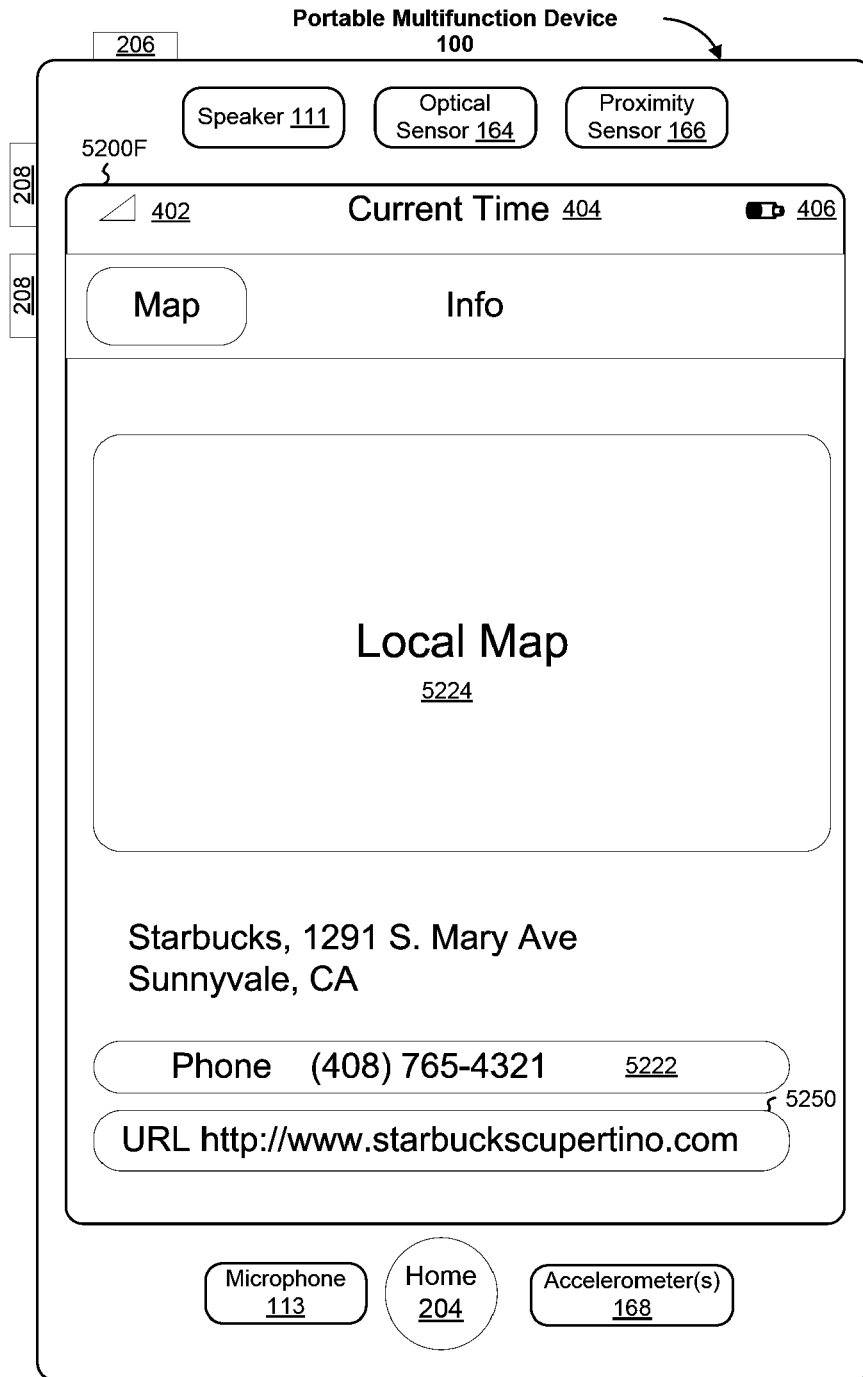 Portable Multifunction Device
100
206
Speaker 111
Optical
Sensor 164
Proximity
Sensor 166
5200F
208
208
402
Current Time 404
406
Map
Info
Local Map
5224
Starbucks, 1291 S. Mary Ave
Sunnyvale, CA
Phone (408) 765-4321
5222
5250
URL http://www.starbuckscupertino.com
Microphone
113
Home
204
Accelerometer(s)
168